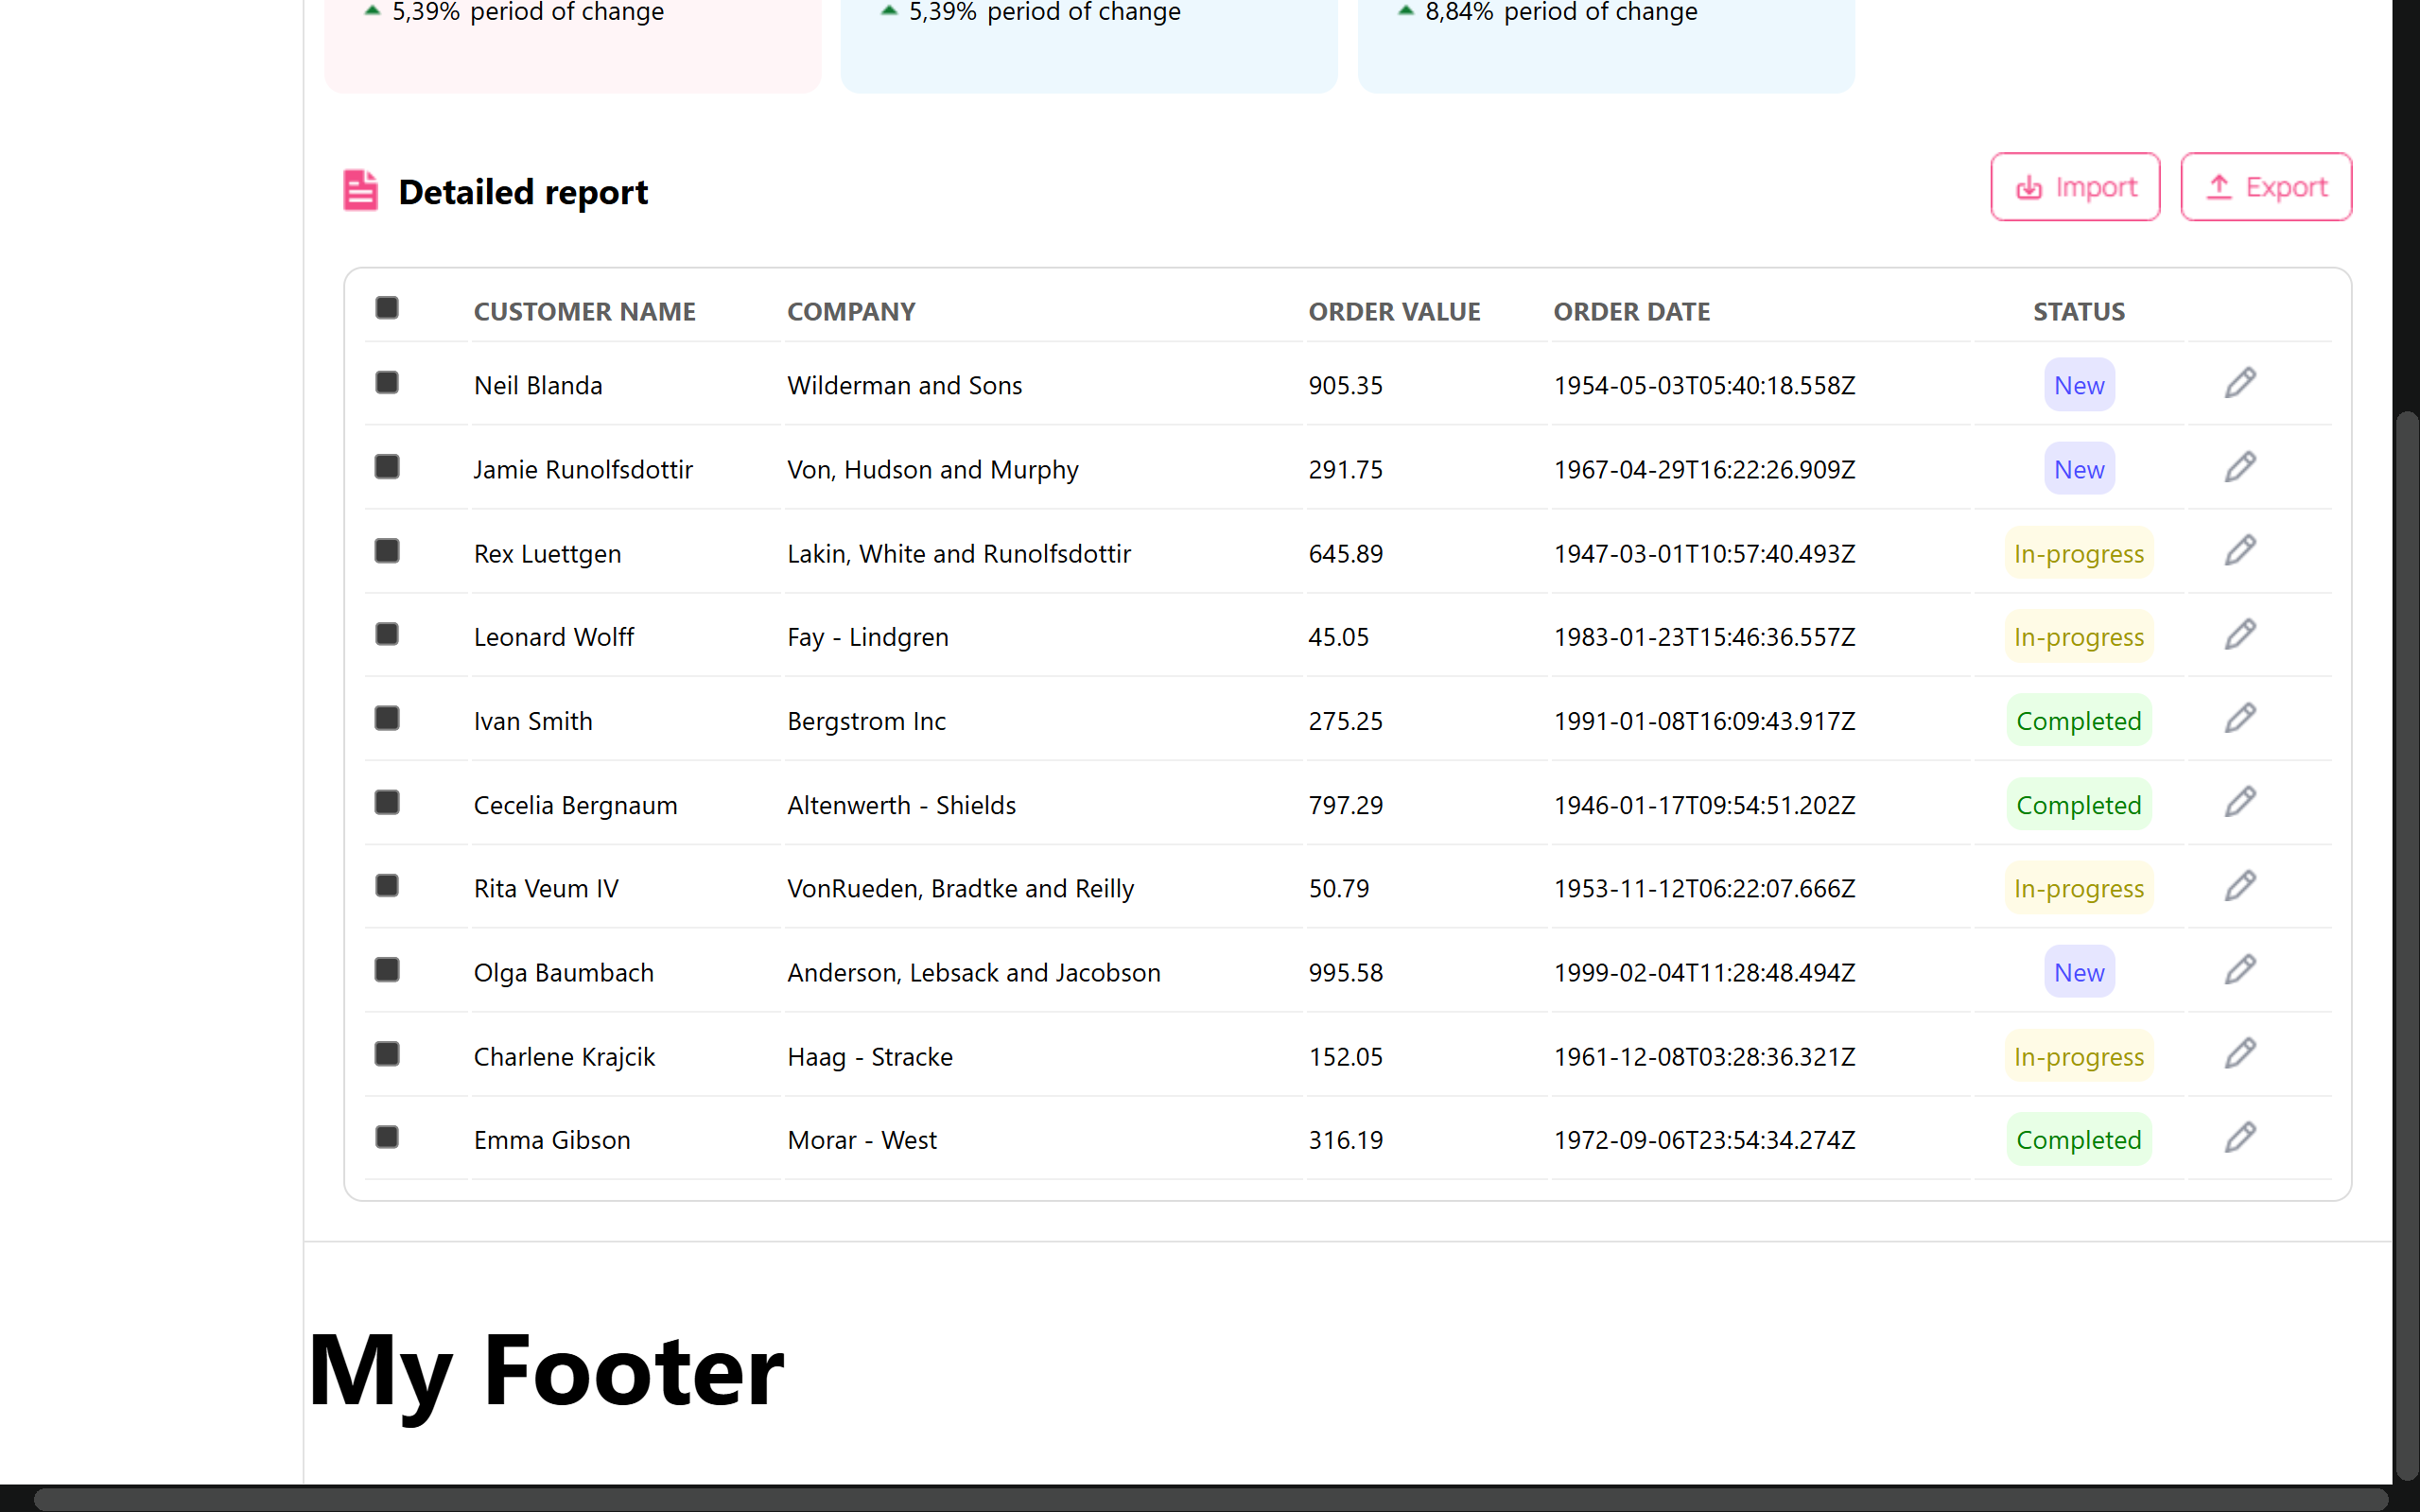 5,39% period of change 5,39% period of change 8,84% period of change
Detailed report Import Export
CUSTOMER NAME COMPANY ORDER VALUE ORDER DATE STATUS
Neil Blanda Wilderman and Sons 905.35 1954-05-03T05:40:18.558Z New
Jamie Runolfsdottir Von, Hudson and Murphy 291.75 1967-04-29T16:22:26.909Z New
Rex Luettgen Lakin, White and Runolfsdottir 645.89 1947-03-01T10:57:40.493Z In-progress
Leonard Wolff Fay - Lindgren 45.05 1983-01-23T15:46:36.557Z In-progress
Ivan Smith Bergstrom Inc 275.25 1991-01-08T16:09:43.917Z Completed
Cecelia Bergnaum Altenwerth - Shields 797.29 1946-01-17T09:54:51.202Z Completed
Rita Veum IV VonRueden, Bradtke and Reilly 50.79 1953-11-12T06:22:07.666Z In-progress
Olga Baumbach Anderson, Lebsack and Jacobson 995.58 1999-02-04T11:28:48.494Z New
Charlene Krajcik Haag - Stracke 152.05 1961-12-08T03:28:36.321Z In-progress
Emma Gibson Morar - West 316.19 1972-09-06T23:54:34.274Z Completed
My Footer